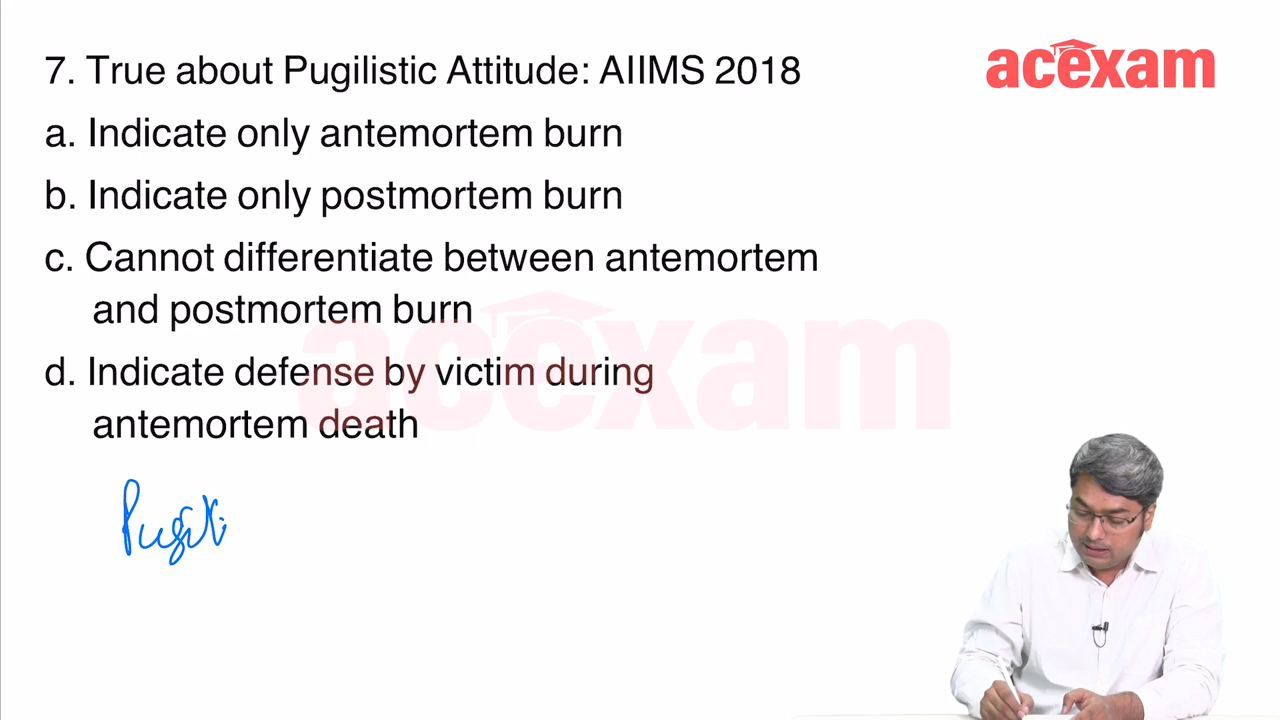 7. True about Pugilistic Attitude: AIIMS 2018
acexam
a. Indicate only antemortem burn
b. Indicate only postmortem burn
c. Cannot differentiate between antemortem
and postmortem burn
d. Indicate defense by victim during
antemortem death
acexam